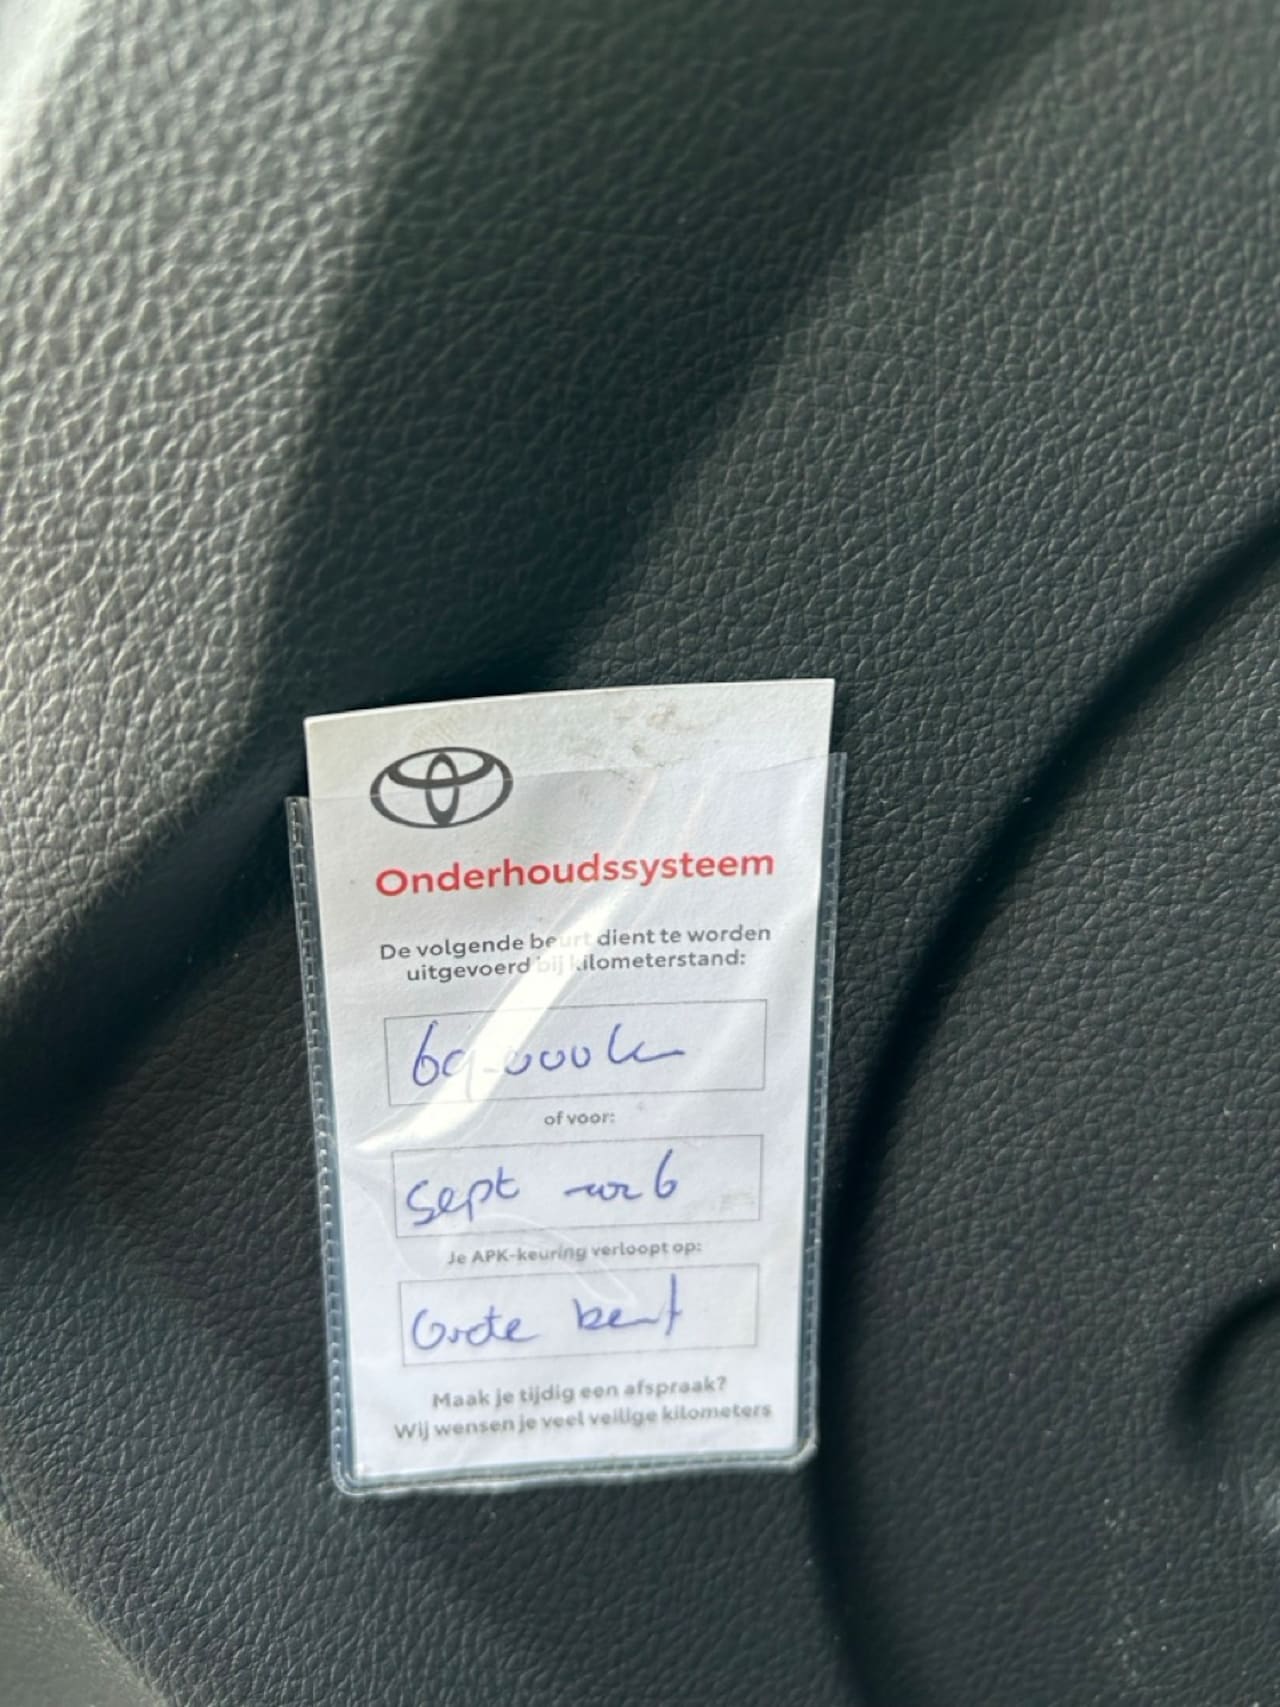 Onderhoudssysteem
De volgende beurt dient te worden
uitgevoerd bij kilometerstand:
69.000 km
of voor:
Sept 2026
Je APK-keuring verloopt op:
Grote beurt
Maak je tijdig een afspraak?
Wij wensen je veel veilige kilometers